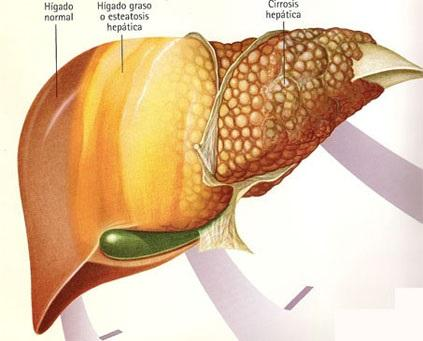 Hígado
normal
Hígado graso
o esteatosis
hepática
Cirrosis
hepática